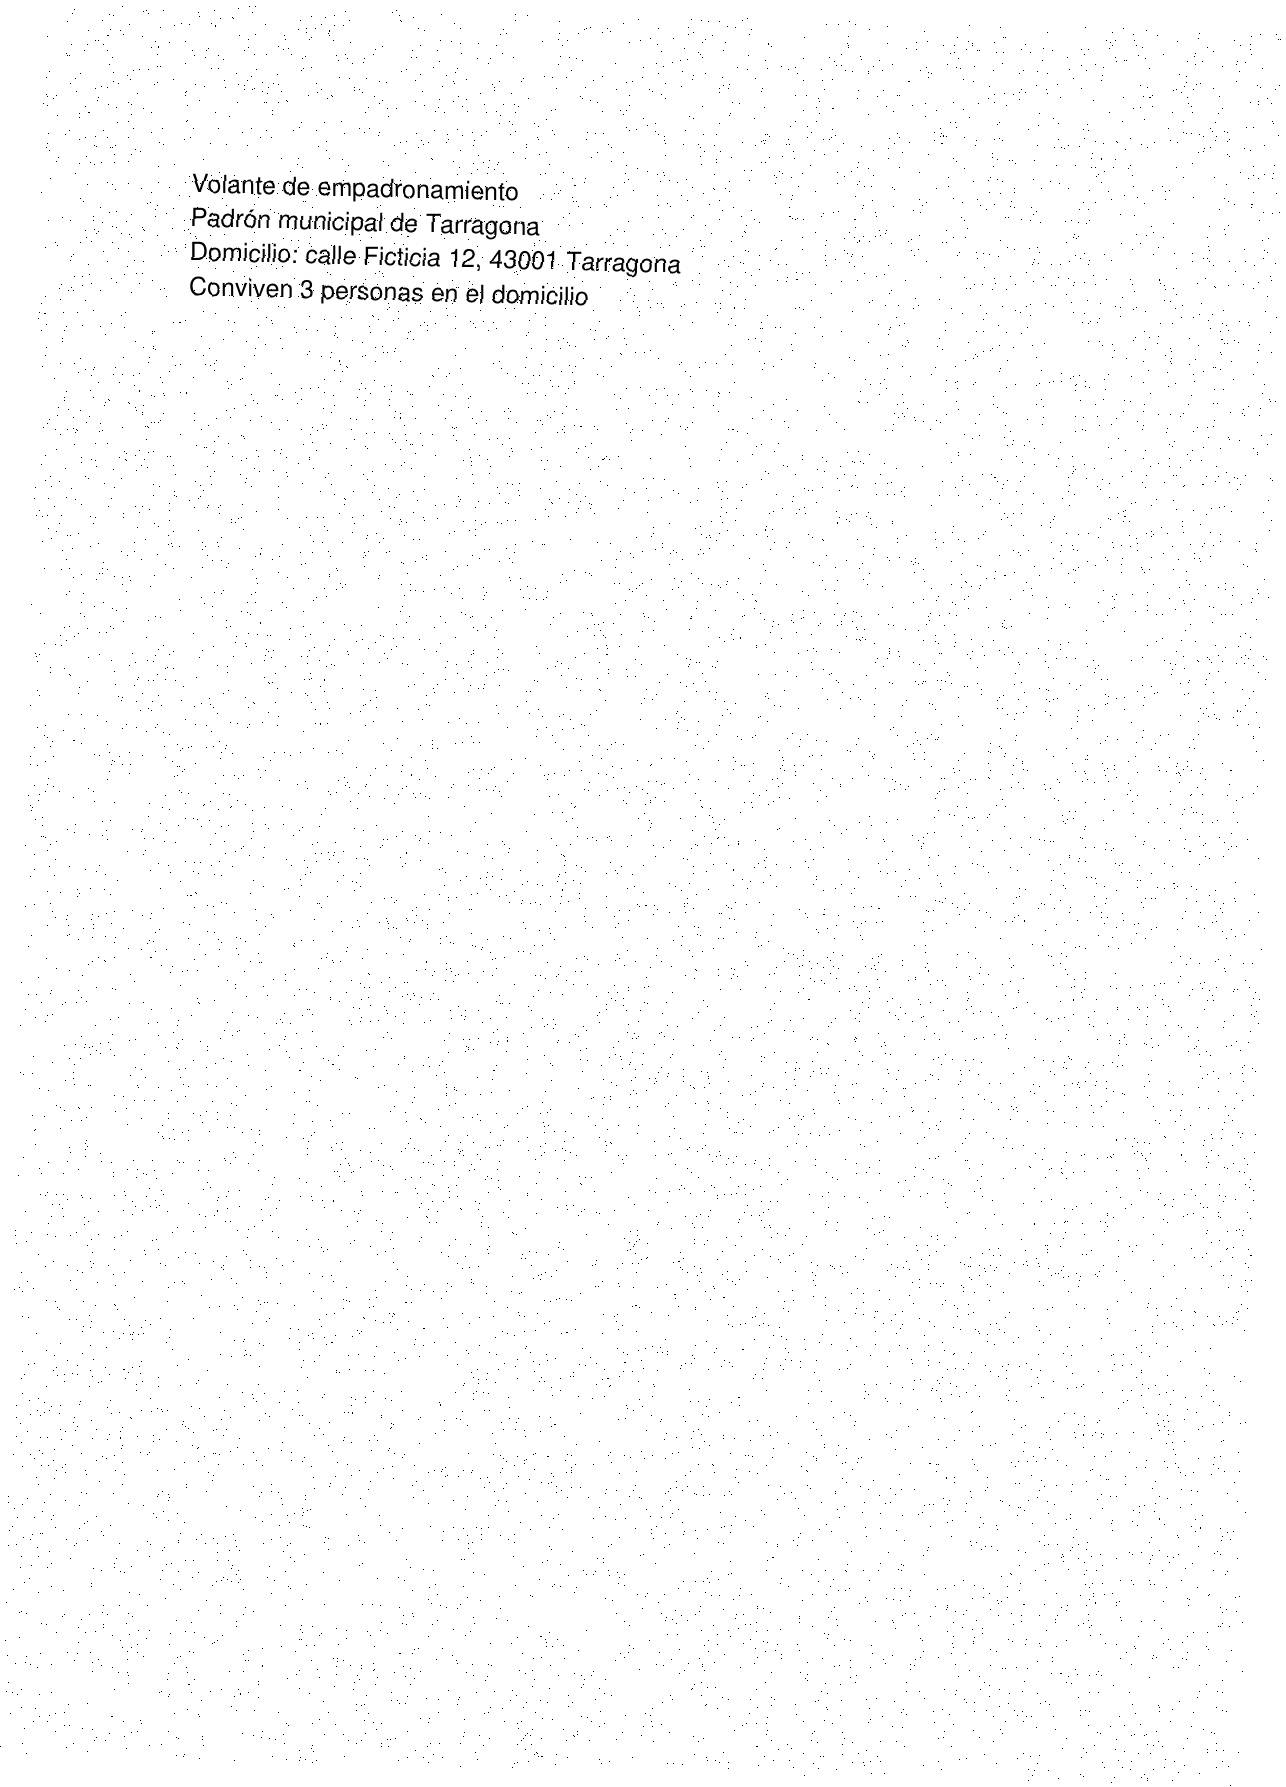 Volante de empadronamiento
Padrón municipal de Tarragona
Domicilio: calle Ficticia 12, 43001 Tarragona
Conviven 3 personas en el domicilio